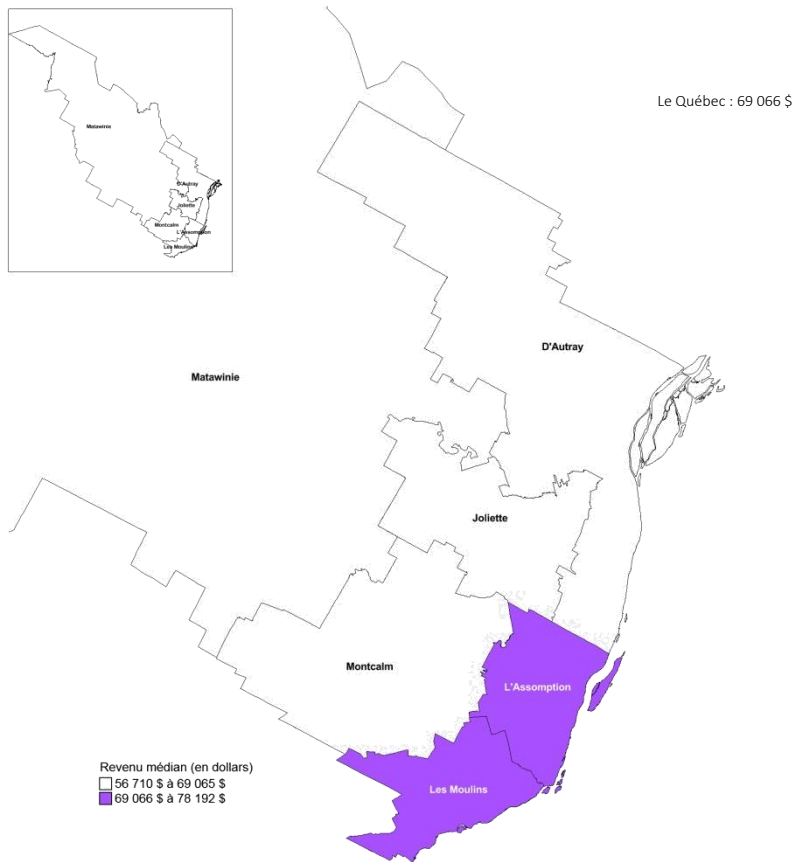 Matawinie
D'Autray
Joliette
Montcalm
L'Assomption
Les Moulins
Le Québec : 69 066 $
D'Autray
Matawinie
Joliette
Montcalm
L'Assomption
Les Moulins
Revenu médian (en dollars)
56 710 $ à 69 065 $
69 066 $ à 78 192 $